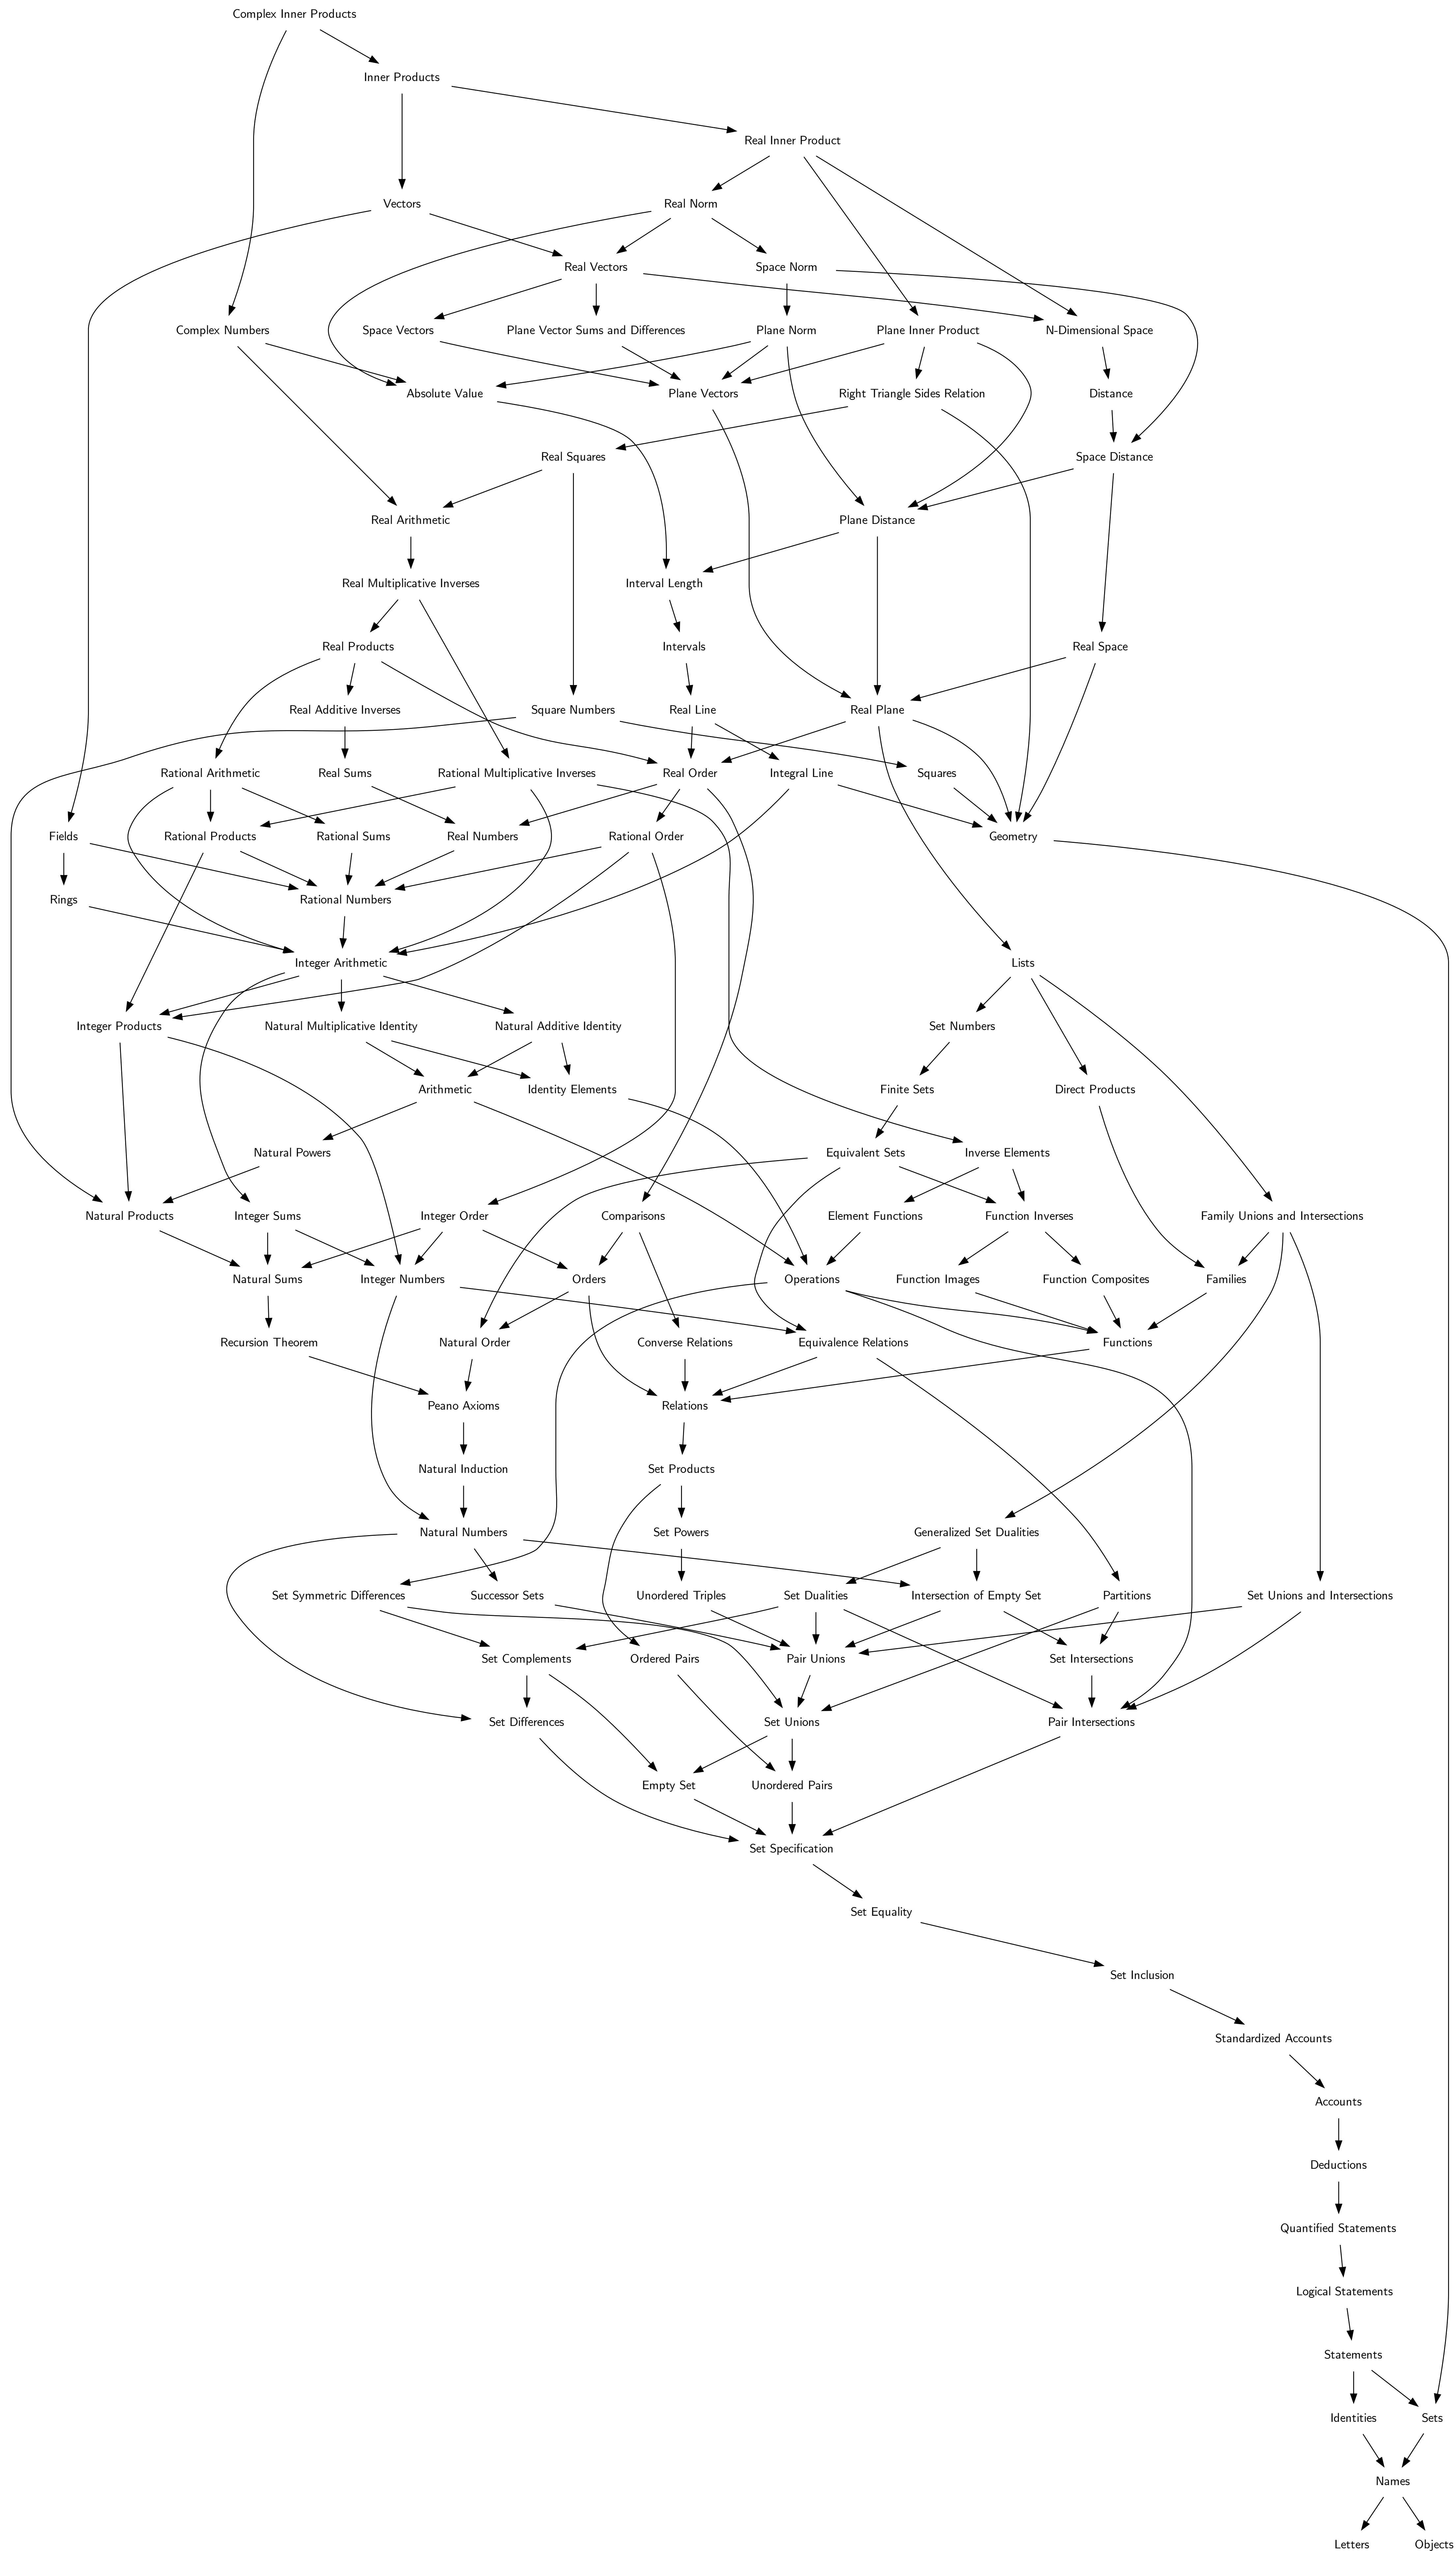 Complex Inner Products
Inner Products
Real Inner Product
Vectors
Real Norm
Real Vectors
Space Norm
Complex Numbers
Space Vectors
Plane Vector Sums and Differences
Plane Norm
Plane Inner Product
N-Dimensional Space
Absolute Value
Plane Vectors
Right Triangle Sides Relation
Distance
Real Squares
Space Distance
Real Arithmetic
Plane Distance
Real Multiplicative Inverses
Interval Length
Real Products
Intervals
Real Space
Real Additive Inverses
Square Numbers
Real Line
Real Plane
Rational Arithmetic
Real Sums
Rational Multiplicative Inverses
Real Order
Integral Line
Squares
Fields
Rational Products
Rational Sums
Real Numbers
Rational Order
Geometry
Rings
Rational Numbers
Integer Arithmetic
Lists
Integer Products
Natural Multiplicative Identity
Natural Additive Identity
Set Numbers
Arithmetic
Identity Elements
Finite Sets
Direct Products
Natural Powers
Equivalent Sets
Inverse Elements
Natural Products
Integer Sums
Integer Order
Comparisons
Element Functions
Function Inverses
Family Unions and Intersections
Natural Sums
Integer Numbers
Orders
Operations
Function Images
Function Composites
Families
Recursion Theorem
Natural Order
Converse Relations
Equivalence Relations
Functions
Peano Axioms
Relations
Natural Induction
Set Products
Natural Numbers
Set Powers
Generalized Set Dualities
Set Symmetric Differences
Successor Sets
Unordered Triples
Set Dualities
Intersection of Empty Set
Partitions
Set Unions and Intersections
Set Complements
Ordered Pairs
Pair Unions
Set Intersections
Set Differences
Set Unions
Pair Intersections
Empty Set
Unordered Pairs
Set Specification
Set Equality
Set Inclusion
Standardized Accounts
Accounts
Deductions
Quantified Statements
Logical Statements
Statements
Identities
Sets
Names
Letters
Objects